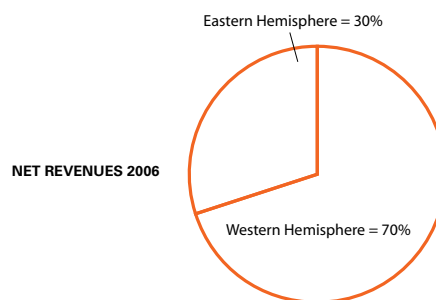 Eastern Hemisphere = 30%
NET REVENUES 2006
Western Hemisphere = 70%